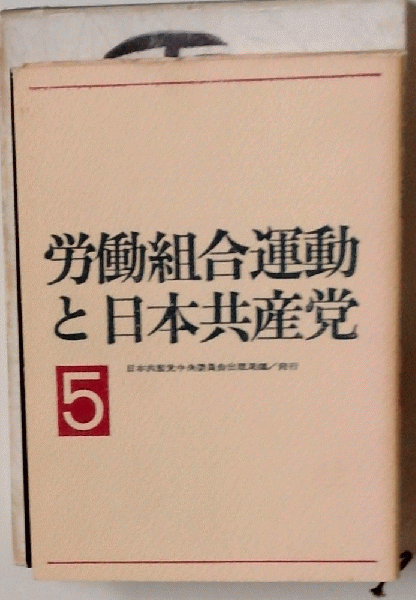 労働組合運動
と日本共産党
5
日本共産党中央委員会出版局編／発行